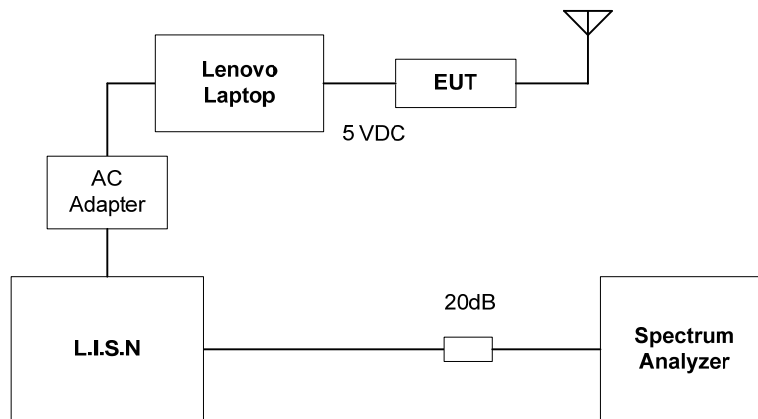 Lenovo
Laptop
EUT
5 VDC
AC
Adapter
20dB
L.I.S.N
Spectrum
Analyzer